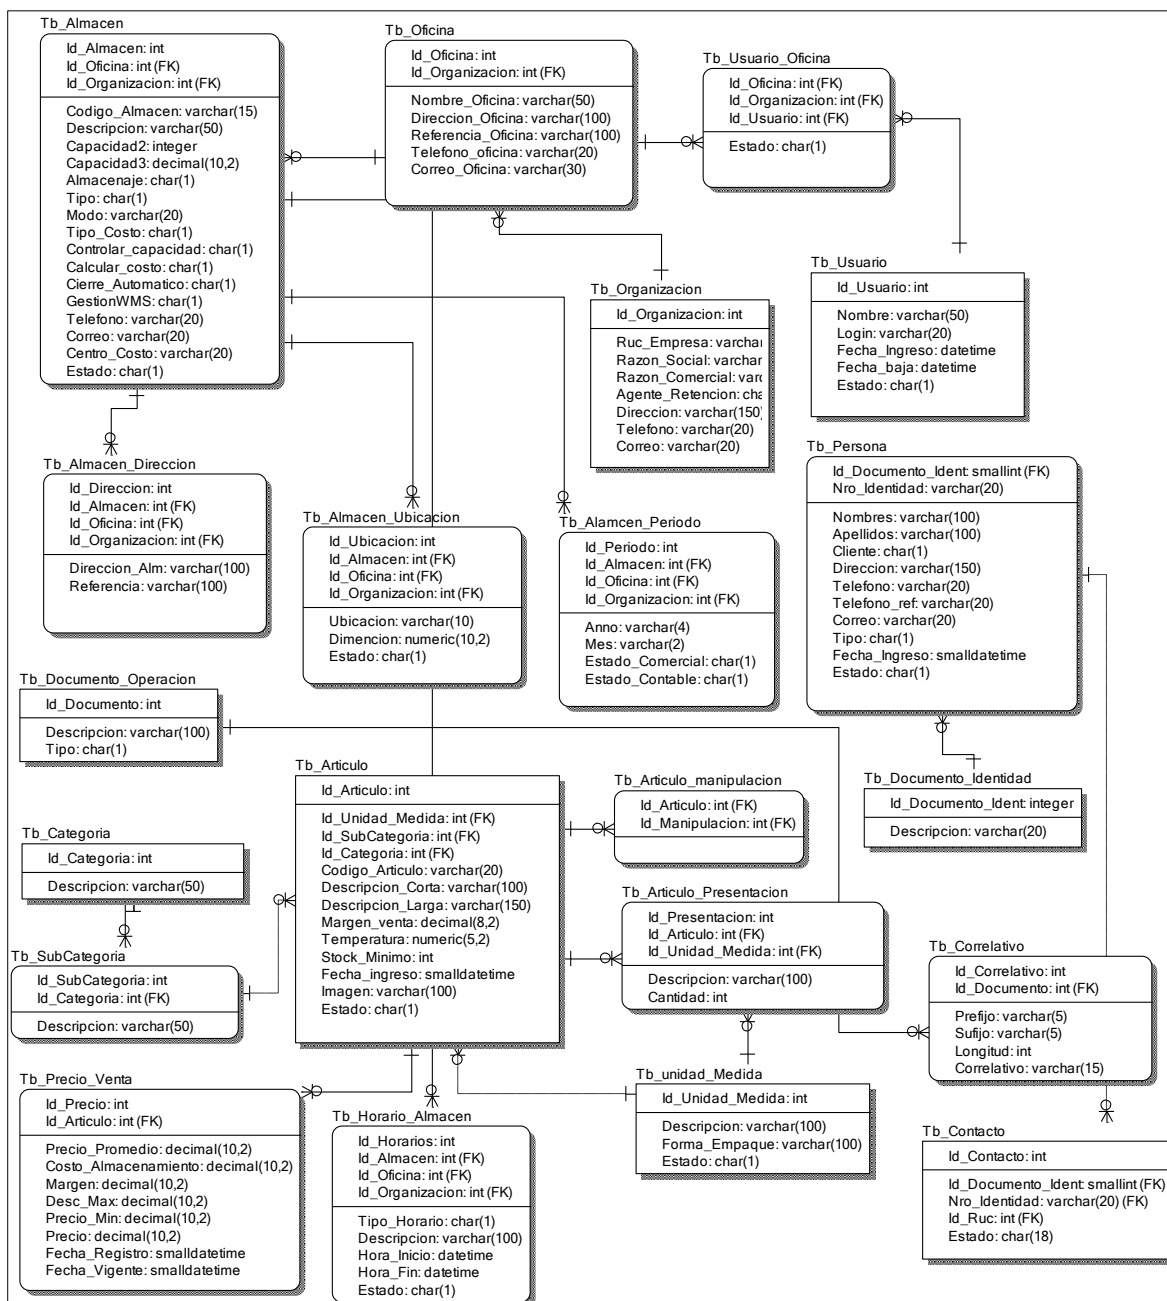 Tb_Almacen
Id_Almacen: int
Id_Oficina: int (FK)
Id_Organizacion: int (FK)
Codigo_Almacen: varchar(15)
Descripcion: varchar(50)
Capacidad2: integer
Capacidad3: decimal(10,2)
Almacenaje: char(1)
Tipo: char(1)
Modo: varchar(20)
Tipo_Costo: char(1)
Controlar_capacidad: char(1)
Calcular_costo: char(1)
Cierre_Automatico: char(1)
GestionWMS: char(1)
Telefono: varchar(20)
Correo: varchar(20)
Centro_Costo: varchar(20)
Estado: char(1)
Tb_Oficina
Id_Oficina: int
Id_Organizacion: int (FK)
Nombre_Oficina: varchar(50)
Direccion_Oficina: varchar(100)
Referencia_Oficina: varchar(100)
Telefono_oficina: varchar(20)
Correo_Oficina: varchar(30)
Tb_Usuario_Oficina
Id_Oficina: int (FK)
Id_Organizacion: int (FK)
Id_Usuario: int (FK)
Estado: char(1)
Tb_Organizacion
Id_Organizacion: int
Ruc_Empresa: varchar
Razon_Social: varchar
Razon_Comercial: varc
Agente_Retencion: cha
Direccion: varchar(150)
Telefono: varchar(20)
Correo: varchar(20)
Tb_Usuario
Id_Usuario: int
Nombre: varchar(50)
Login: varchar(20)
Fecha_Ingreso: datetime
Fecha_baja: datetime
Estado: char(1)
Tb_Almacen_Direccion
Id_Direccion: int
Id_Almacen: int (FK)
Id_Oficina: int (FK)
Id_Organizacion: int (FK)
Direccion_Alm: varchar(100)
Referencia: varchar(100)
Tb_Almacen_Ubicacion
Id_Ubicacion: int
Id_Almacen: int (FK)
Id_Oficina: int (FK)
Id_Organizacion: int (FK)
Ubicacion: varchar(10)
Dimencion: numeric(10,2)
Estado: char(1)
Tb_Alamcen_Periodo
Id_Periodo: int
Id_Almacen: int (FK)
Id_Oficina: int (FK)
Id_Organizacion: int (FK)
Anno: varchar(4)
Mes: varchar(2)
Estado_Comercial: char(1)
Estado_Contable: char(1)
Tb_Persona
Id_Documento_Ident: smallint (FK)
Nro_Identidad: varchar(20)
Nombres: varchar(100)
Apellidos: varchar(100)
Cliente: char(1)
Direccion: varchar(150)
Telefono: varchar(20)
Telefono_ref: varchar(20)
Correo: varchar(20)
Tipo: char(1)
Fecha_Ingreso: smalldatetime
Estado: char(1)
Tb_Documento_Operacion
Id_Documento: int
Descripcion: varchar(100)
Tipo: char(1)
Tb_Documento_Identidad
Id_Documento_Ident: integer
Descripcion: varchar(20)
Tb_Articulo
Id_Articulo: int
Id_Unidad_Medida: int (FK)
Id_SubCategoria: int (FK)
Id_Categoria: int (FK)
Codigo_Articulo: varchar(20)
Descripcion_Corta: varchar(100)
Descripcion_Larga: varchar(150)
Margen_venta: decimal(8,2)
Temperatura: numeric(5,2)
Stock_Minimo: int
Fecha_ingreso: smalldatetime
Imagen: varchar(100)
Estado: char(1)
Tb_Articulo_manipulacion
Id_Articulo: int (FK)
Id_Manipulacion: int (FK)
Tb_Categoria
Id_Categoria: int
Descripcion: varchar(50)
Tb_SubCategoria
Id_SubCategoria: int
Id_Categoria: int (FK)
Descripcion: varchar(50)
Tb_Articulo_Presentacion
Id_Presentacion: int
Id_Articulo: int (FK)
Id_Unidad_Medida: int (FK)
Descripcion: varchar(100)
Cantidad: int
Tb_Correlativo
Id_Correlativo: int
Id_Documento: int (FK)
Prefijo: varchar(5)
Sufijo: varchar(5)
Longitud: int
Correlativo: varchar(15)
Tb_Precio_Venta
Id_Precio: int
Id_Articulo: int (FK)
Precio_Promedio: decimal(10,2)
Costo_Almacenamiento: decimal(10,2)
Margen: decimal(10,2)
Desc_Max: decimal(10,2)
Precio_Min: decimal(10,2)
Precio: decimal(10,2)
Fecha_Registro: smalldatetime
Fecha_Vigente: smalldatetime
Tb_Horario_Almacen
Id_Horarios: int
Id_Almacen: int (FK)
Id_Oficina: int (FK)
Id_Organizacion: int (FK)
Tipo_Horario: char(1)
Descripcion: varchar(100)
Hora_Inicio: datetime
Hora_Fin: datetime
Estado: char(1)
Tb_unidad_Medida
Id_Unidad_Medida: int
Descripcion: varchar(100)
Forma_Empaque: varchar(100)
Estado: char(1)
Tb_Contacto
Id_Contacto: int
Id_Documento_Ident: smallint (FK)
Nro_Identidad: varchar(20) (FK)
Id_Ruc: int (FK)
Estado: char(18)